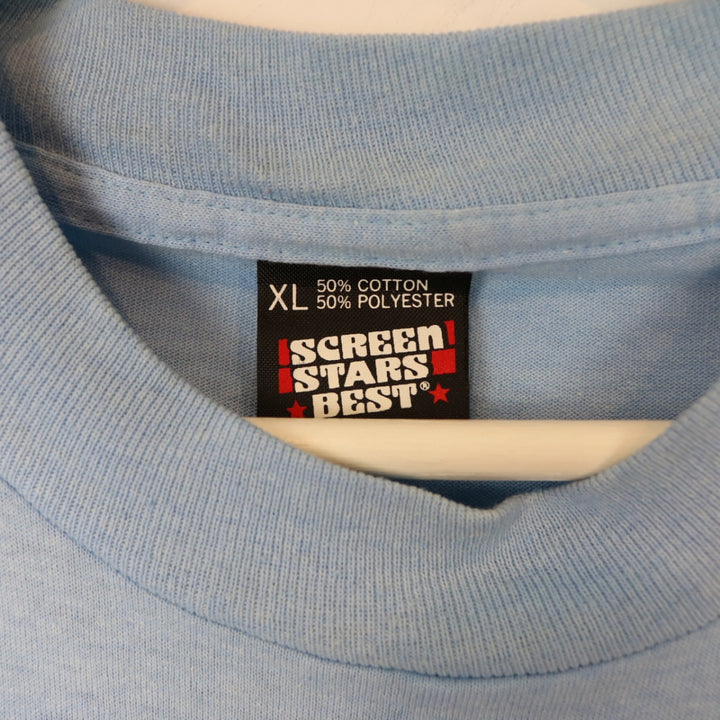 XL 50% COTTON
50% POLYESTER
SCREEN
STARS
BEST®